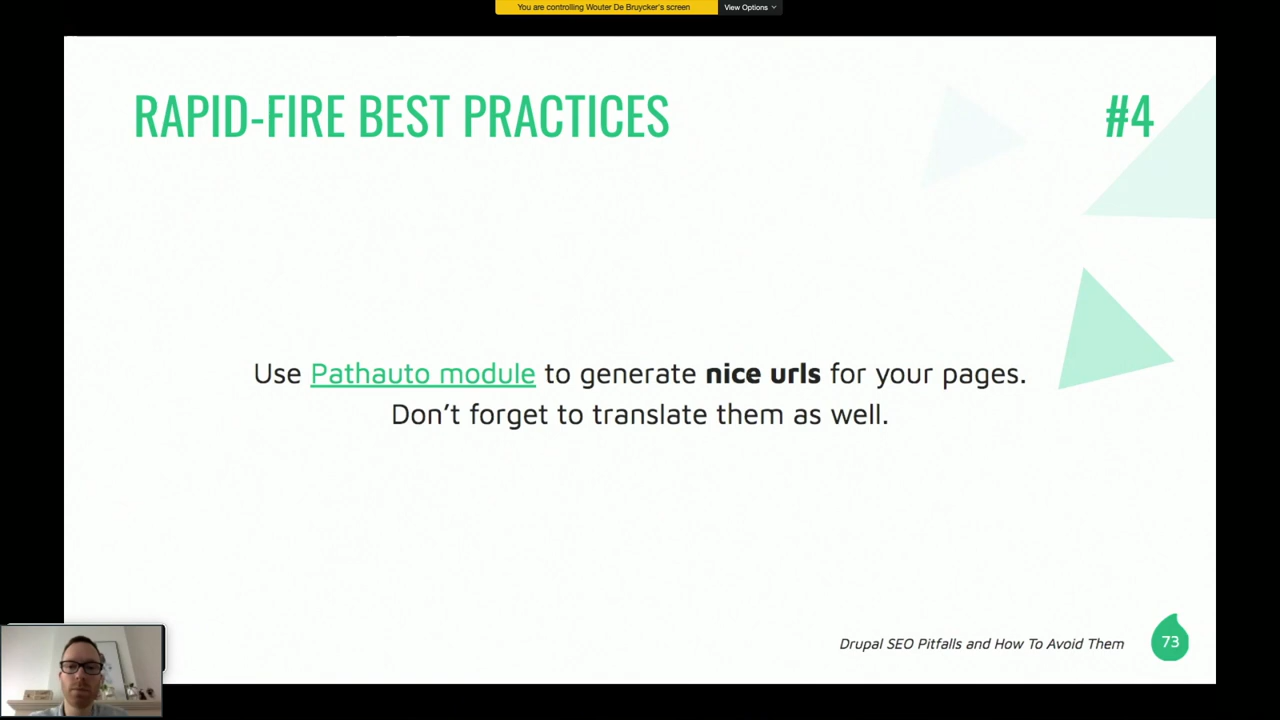 You are controlling Wouter De Bruycker's screen
View Options
RAPID-FIRE BEST PRACTICES
#4
Use Pathauto module to generate nice urls for your pages.
Don't forget to translate them as well.
Drupal SEO Pitfalls and How To Avoid Them
73